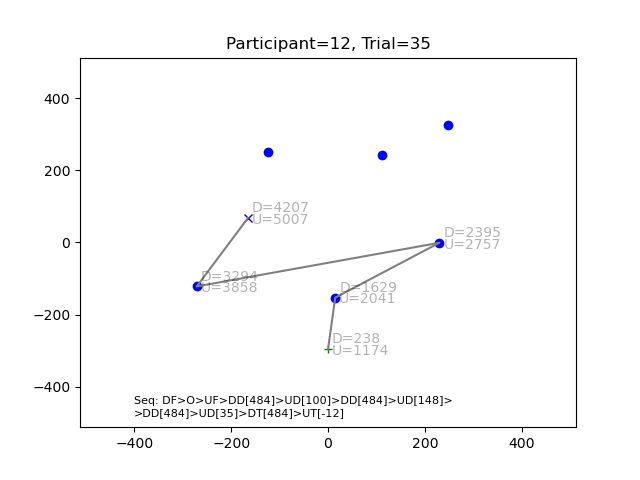 Participant=12, Trial=35
400
200
0
−200
−400
D=4207
U=5007
D=2395
U=2757
D=3294
U=3858
D=1629
U=2041
D=238
U=1174
Seq: DF>O>UF>DD[484]>UD[100]>DD[484]>UD[148]>
>DD[484]>UD[35]>DT[484]>UT[-12]
−400 −200 0 200 400